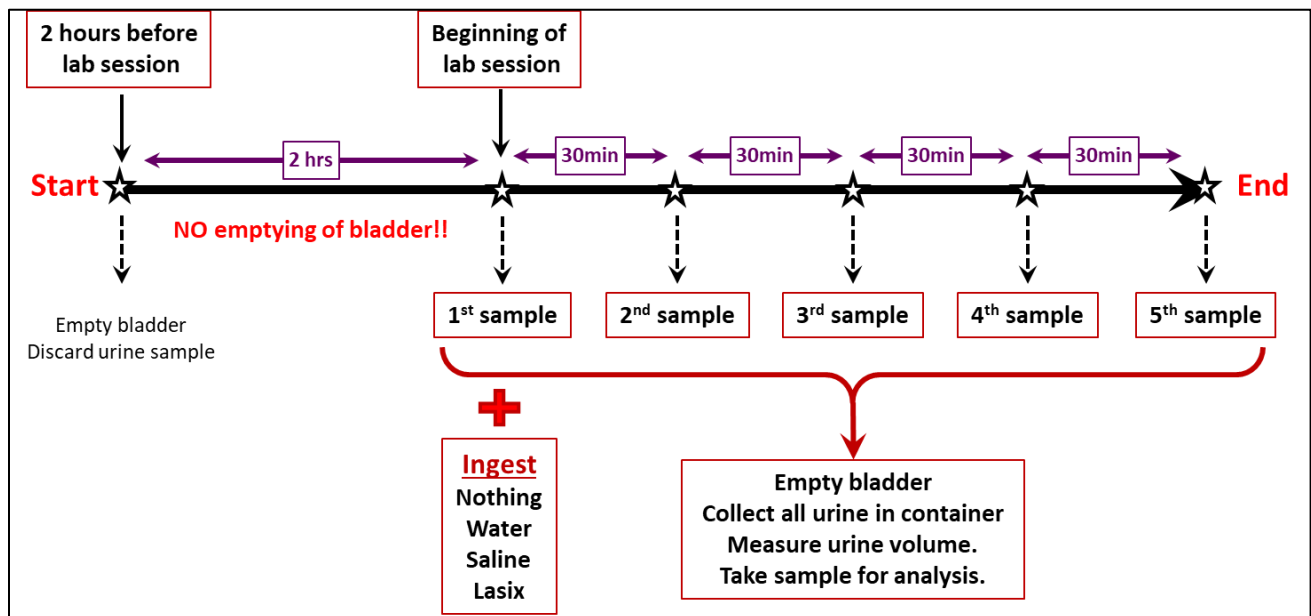 2 hours before
lab session
Beginning of
lab session
2 hrs
30min
30min
30min
30min
Start
End
NO emptying of bladder!!
Empty bladder
Discard urine sample
1st sample
2nd sample
3rd sample
4th sample
5th sample
Ingest
Nothing
Water
Saline
Lasix
Empty bladder
Collect all urine in container
Measure urine volume.
Take sample for analysis.